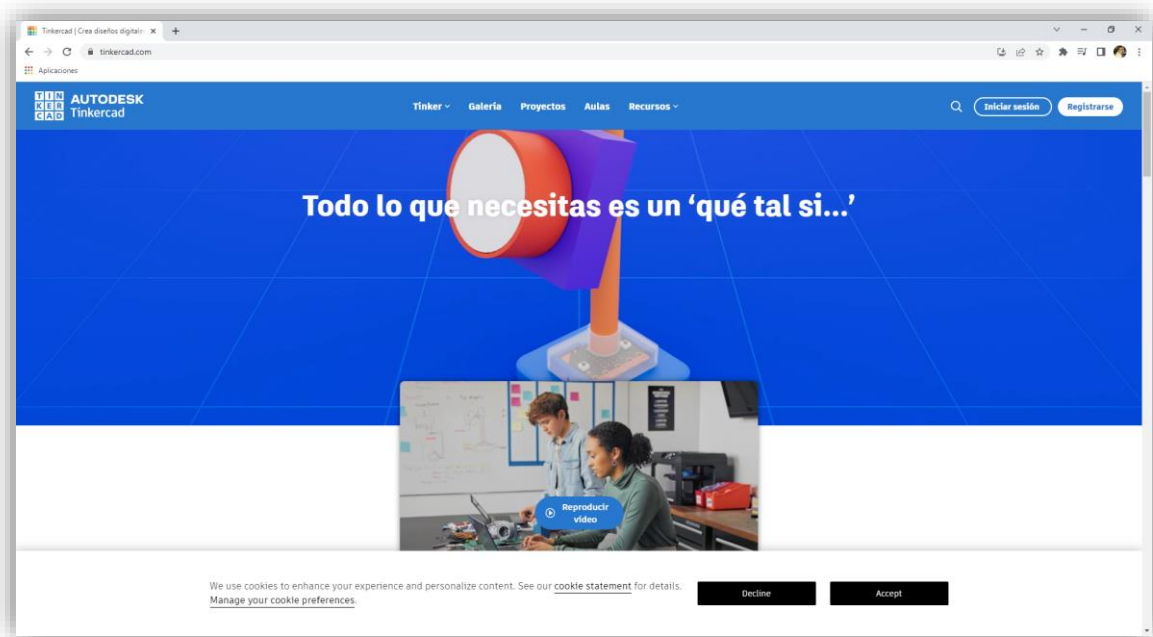 Tinkercad | Crea diseños digitale
tinkercad.com
Aplicaciones
TIN
KER
CAD
AUTODESK
Tinkercad
Tinker Galería Proyectos Aulas Recursos Iniciar sesión Registrarse
Todo lo que necesitas es un ‘qué tal si...’
Reproducir
vídeo
We use cookies to enhance your experience and personalize content. See our cookie statement for details.
Manage your cookie preferences.
Decline Accept